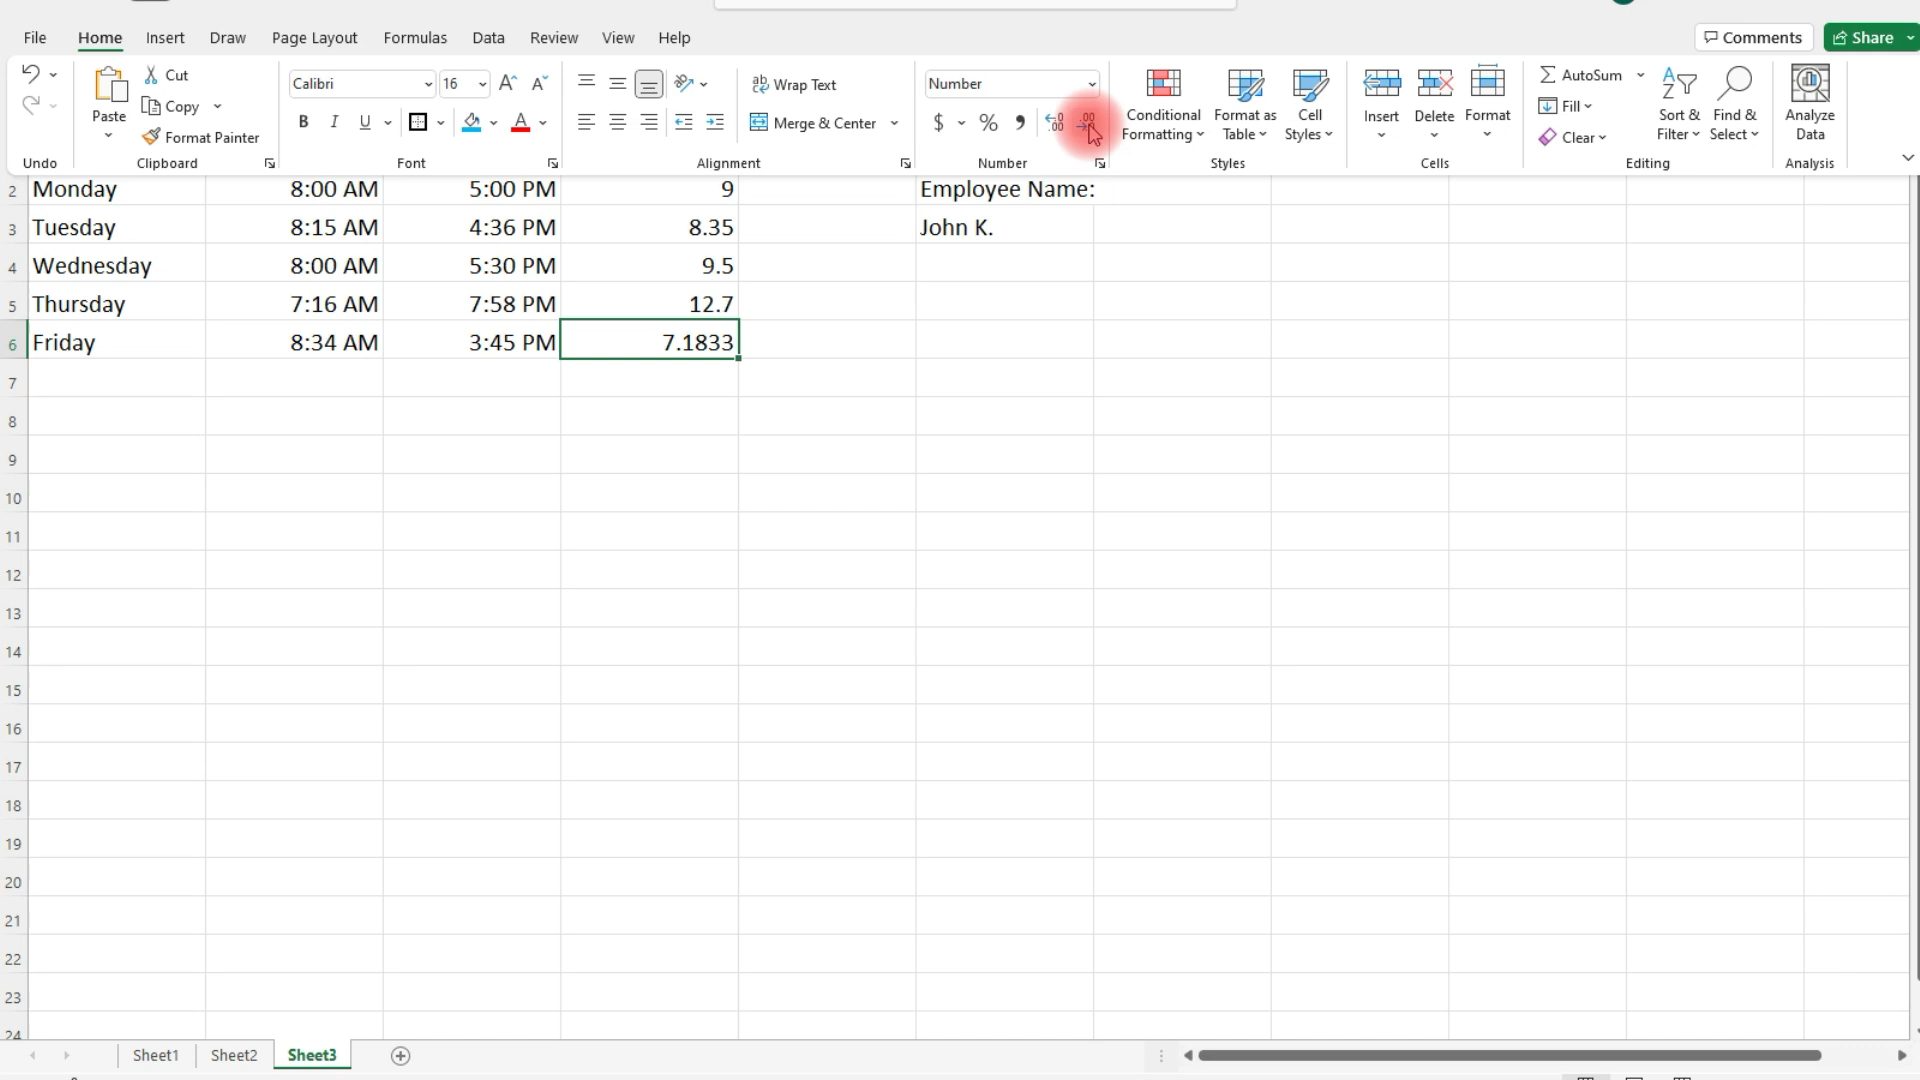 File Home Insert Draw Page Layout Formulas Data Review View Help Comments Share
Paste Cut Copy Format Painter
Undo Clipboard
Calibri 16
B I U A
Font
ab Wrap Text
Merge & Center
Alignment
Number
$ % ,
Number
Conditional Formatting Format as Table Cell Styles
Styles
Insert Delete Format
Cells
AutoSum
Fill
Clear
Sort & Filter Find & Select
Editing
Analyze Data
Analysis
2 Monday 8:00 AM 5:00 PM 9 Employee Name:
3 Tuesday 8:15 AM 4:36 PM 8.35 John K.
4 Wednesday 8:00 AM 5:30 PM 9.5
5 Thursday 7:16 AM 7:58 PM 12.7
6 Friday 8:34 AM 3:45 PM 7.1833
7
8
9
10
11
12
13
14
15
16
17
18
19
20
21
22
23
24
Sheet1 Sheet2 Sheet3